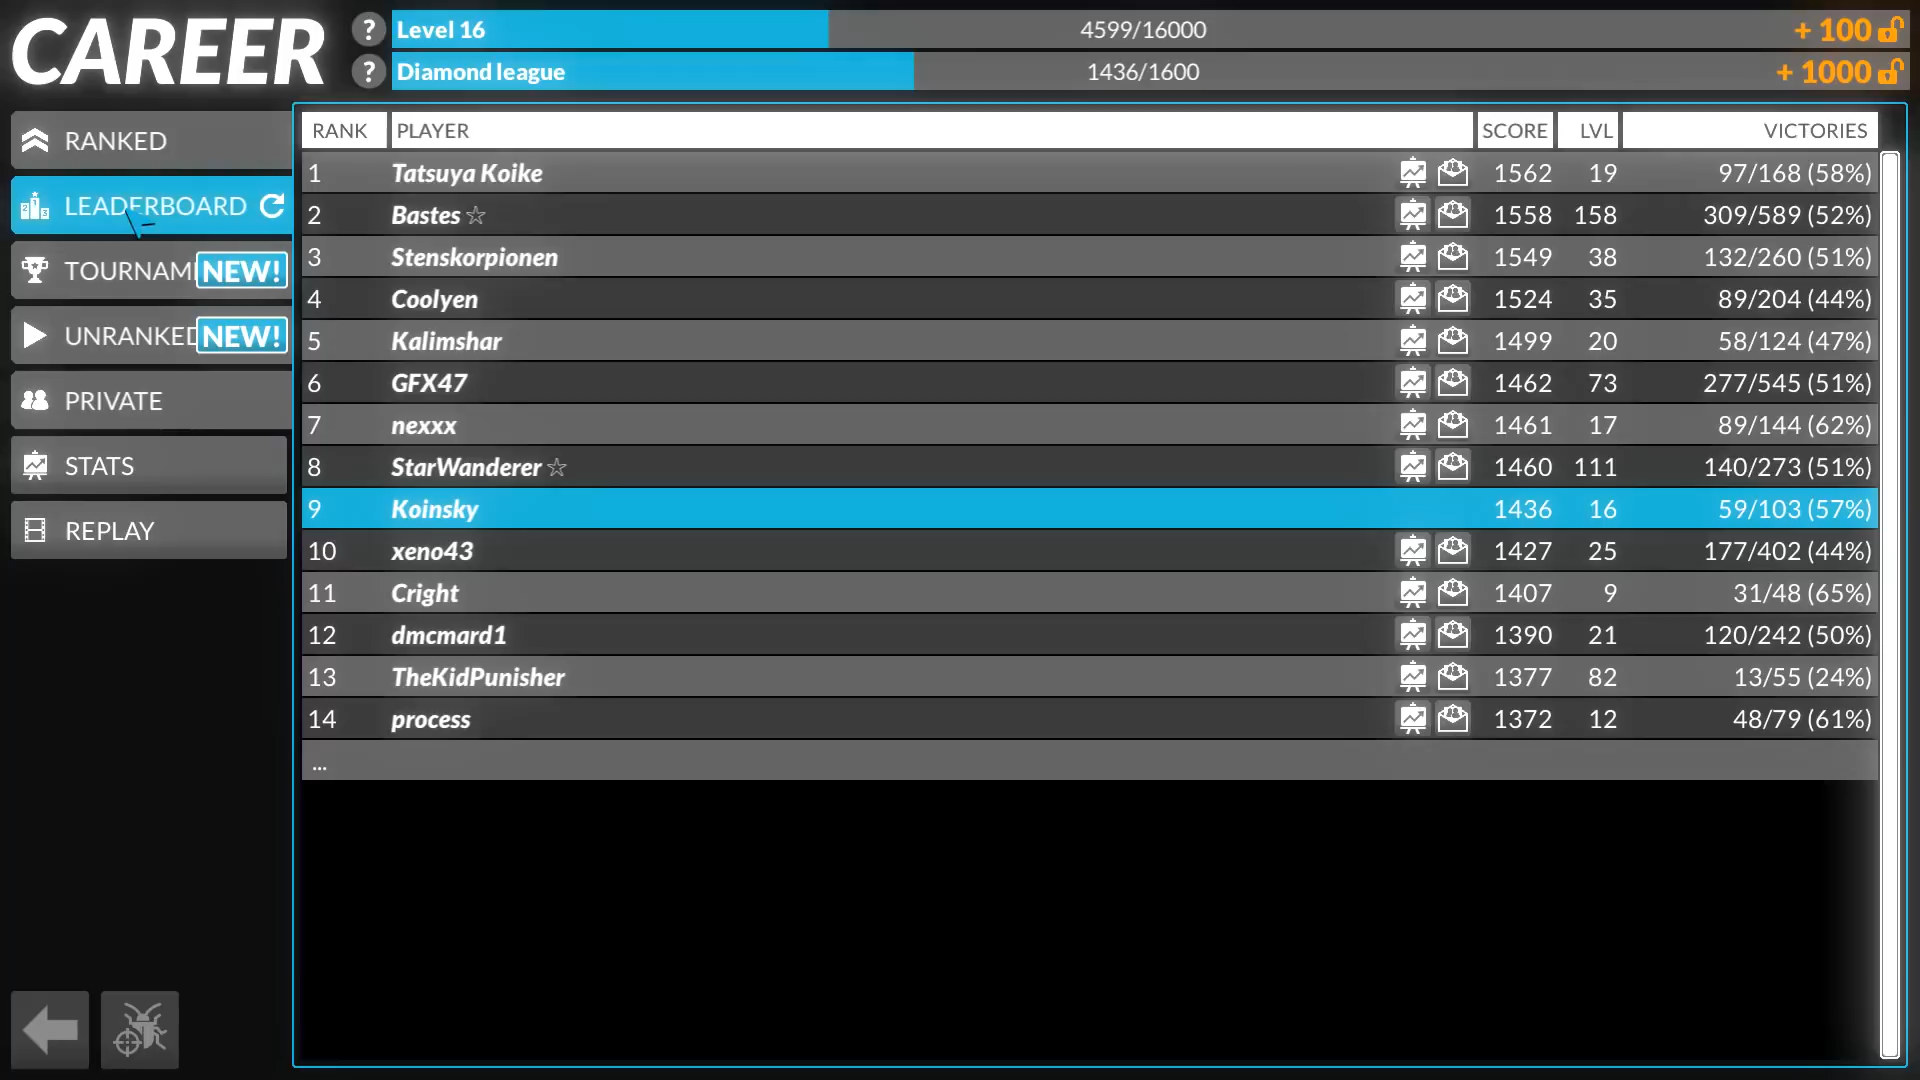 CAREER
? Level 16 4599/16000 + 100
? Diamond league 1436/1600 + 1000
RANKED
LEADERBOARD
TOURNAM NEW!
UNRANKED NEW!
PRIVATE
STATS
REPLAY
RANK PLAYER SCORE LVL VICTORIES
1 Tatsuya Koike 1562 19 97/168 (58%)
2 Bastes ☆ 1558 158 309/589 (52%)
3 Stenskorpionen 1549 38 132/260 (51%)
4 Coolyen 1524 35 89/204 (44%)
5 Kalimshar 1499 20 58/124 (47%)
6 GFX47 1462 73 277/545 (51%)
7 nexxx 1461 17 89/144 (62%)
8 StarWanderer ☆ 1460 111 140/273 (51%)
9 Koinsky 1436 16 59/103 (57%)
10 xeno43 1427 25 177/402 (44%)
11 Cright 1407 9 31/48 (65%)
12 dmcmard1 1390 21 120/242 (50%)
13 TheKidPunisher 1377 82 13/55 (24%)
14 process 1372 12 48/79 (61%)
...